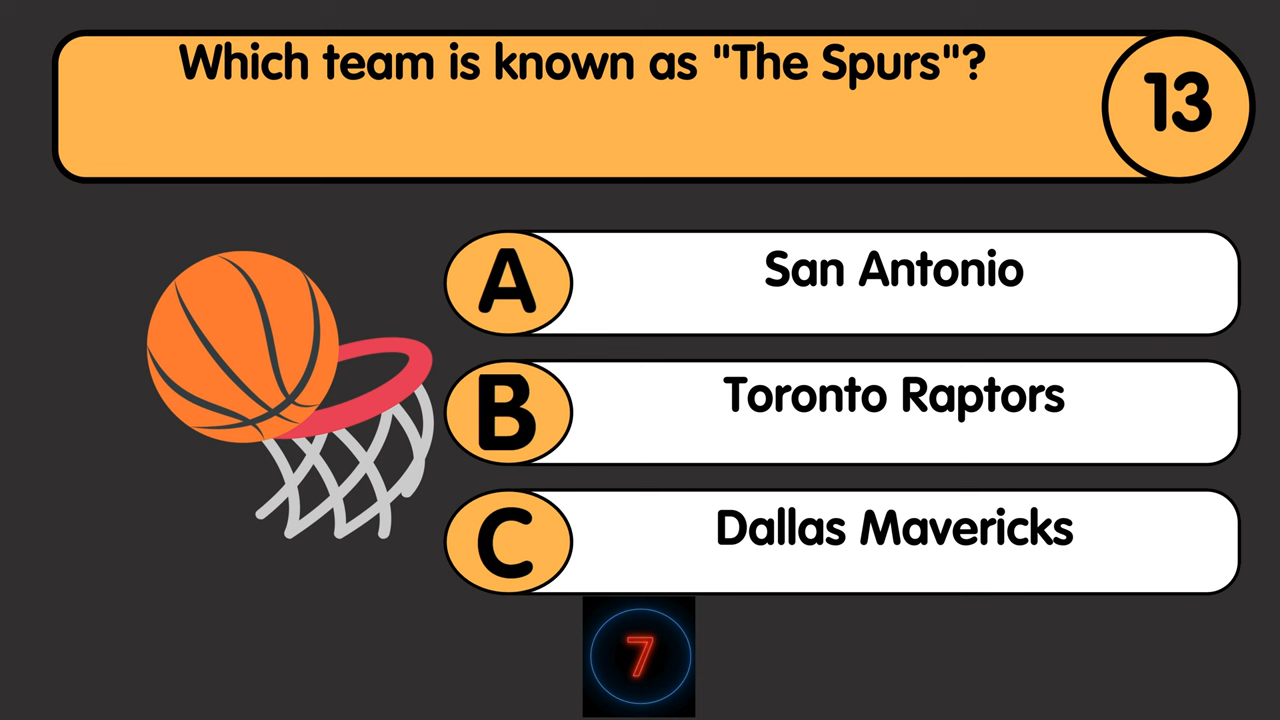 Which team is known as "The Spurs"?
13
A
San Antonio
B
Toronto Raptors
C
Dallas Mavericks
7